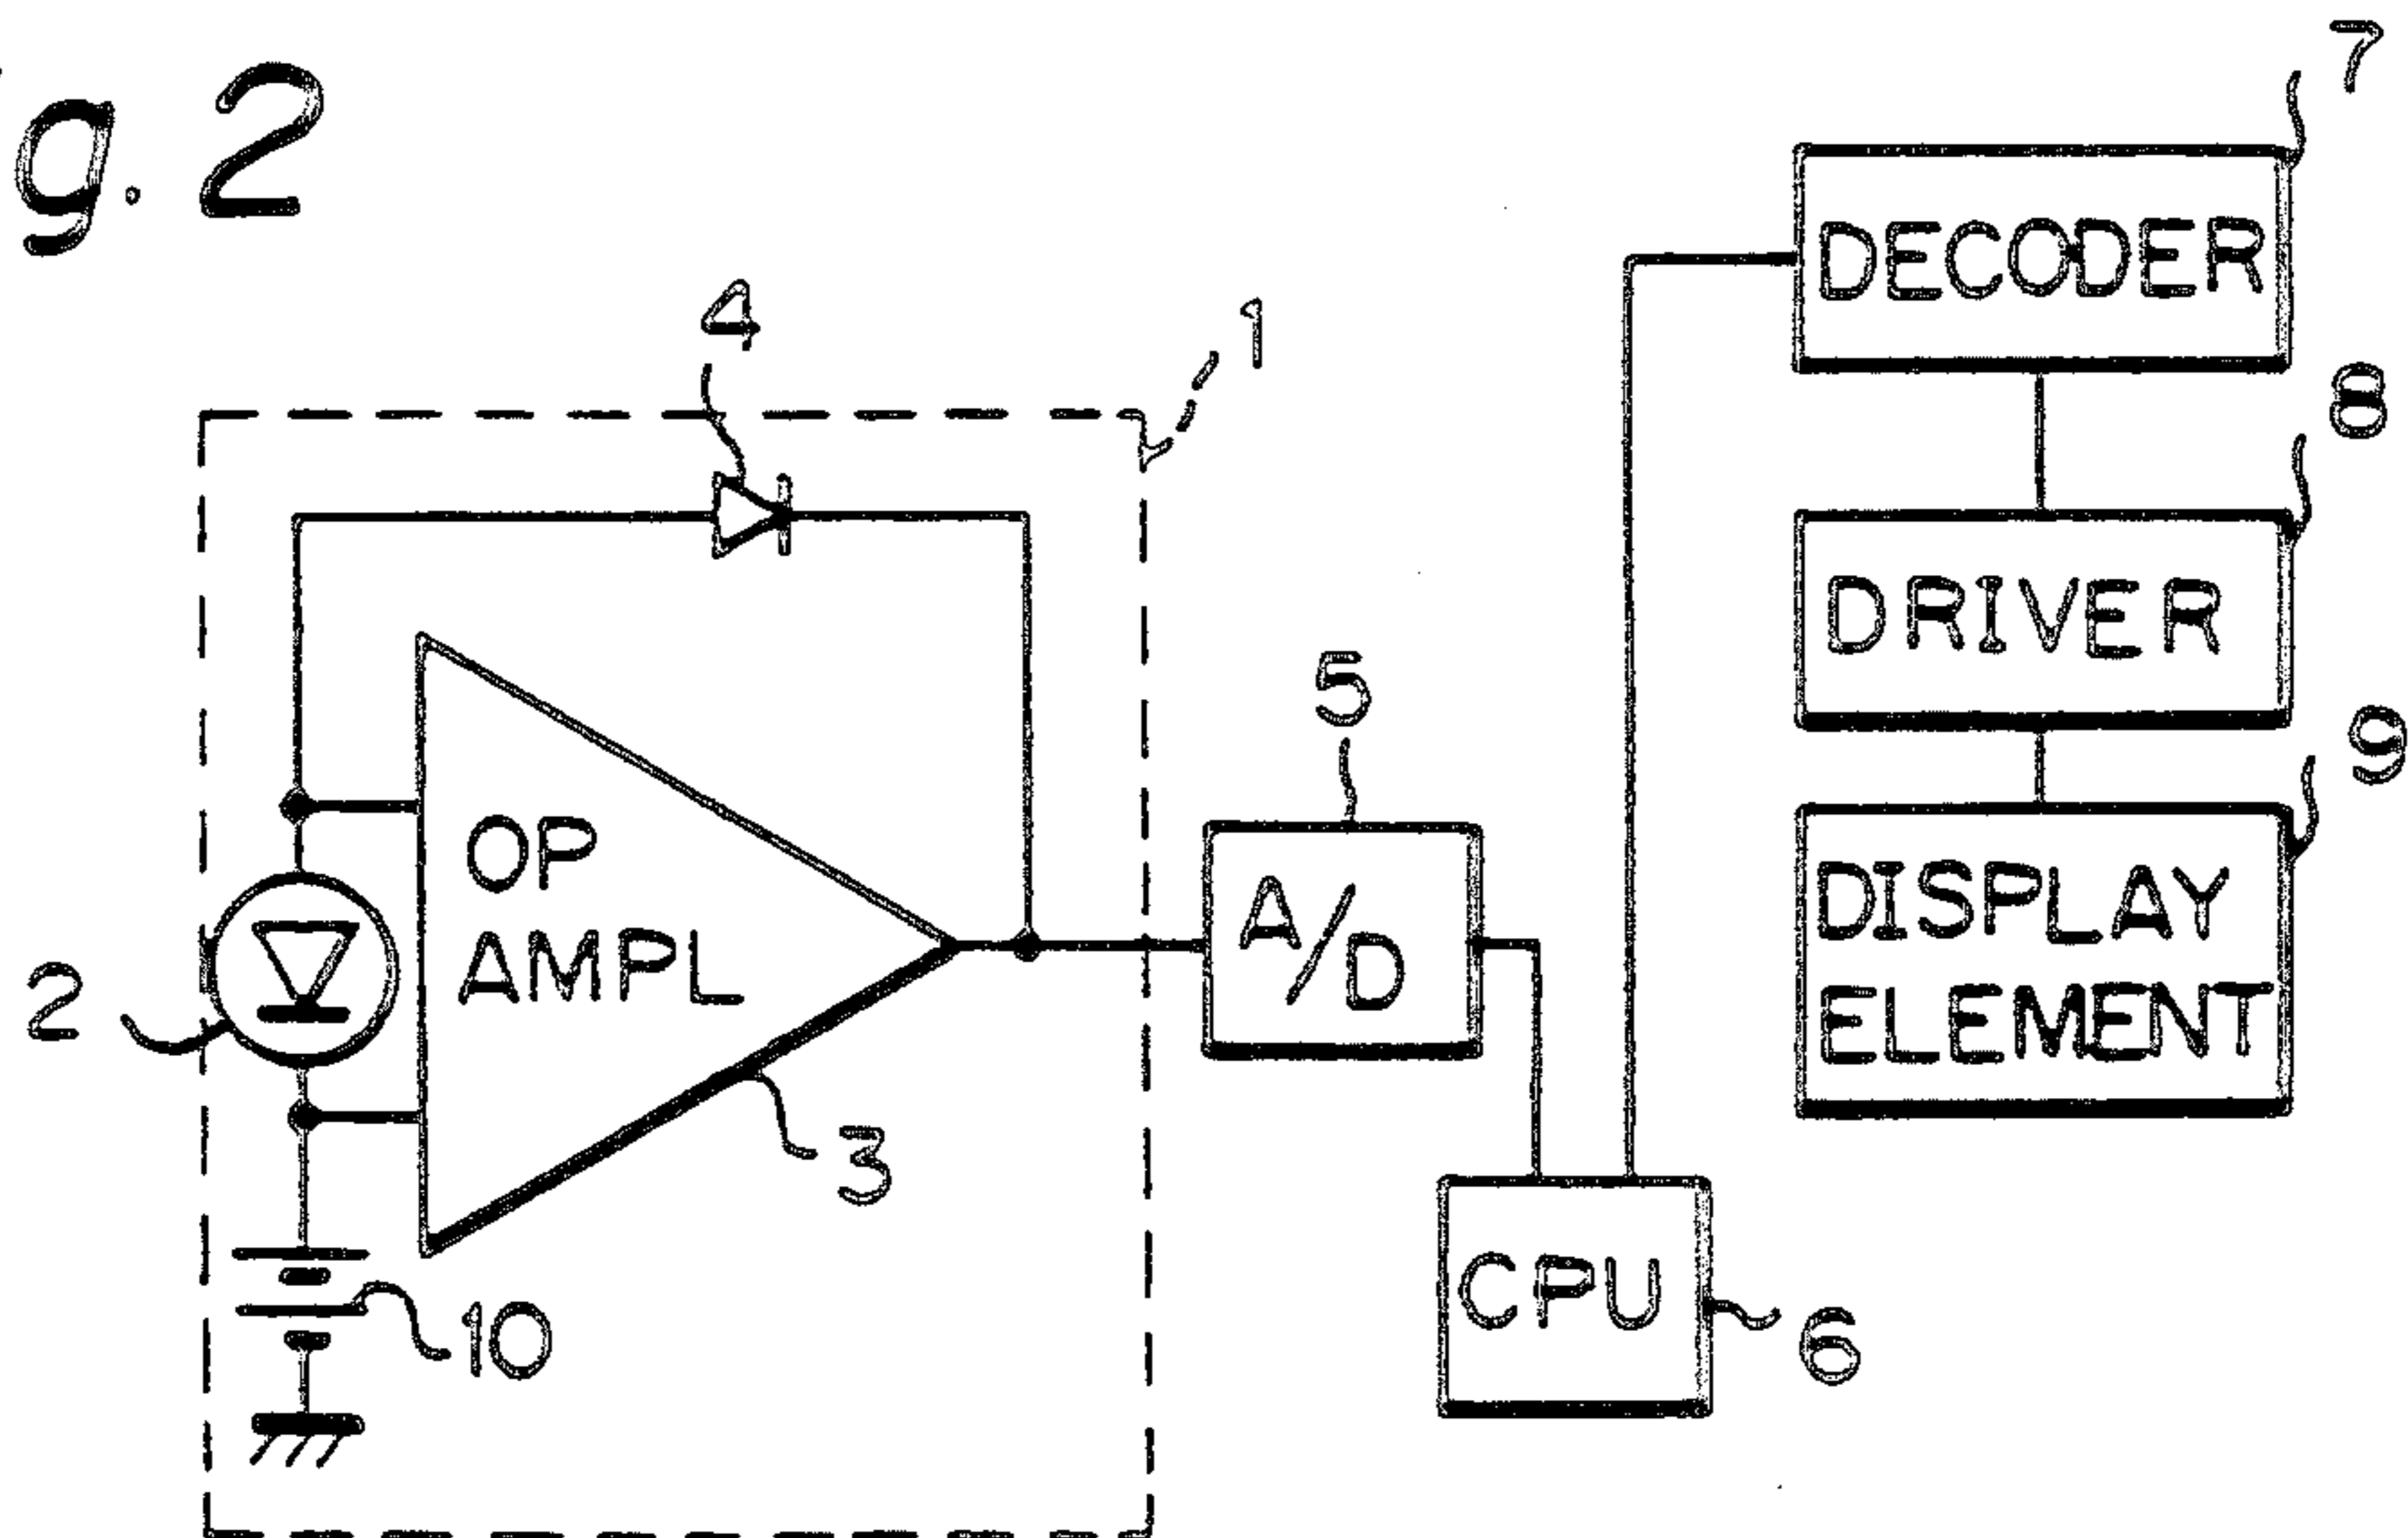 g. 2
7
DECODER
4
1
8
DRIVER
5
9
OP
AMPL
A/D
DISPLAY
ELEMENT
2
3
CPU
10
6